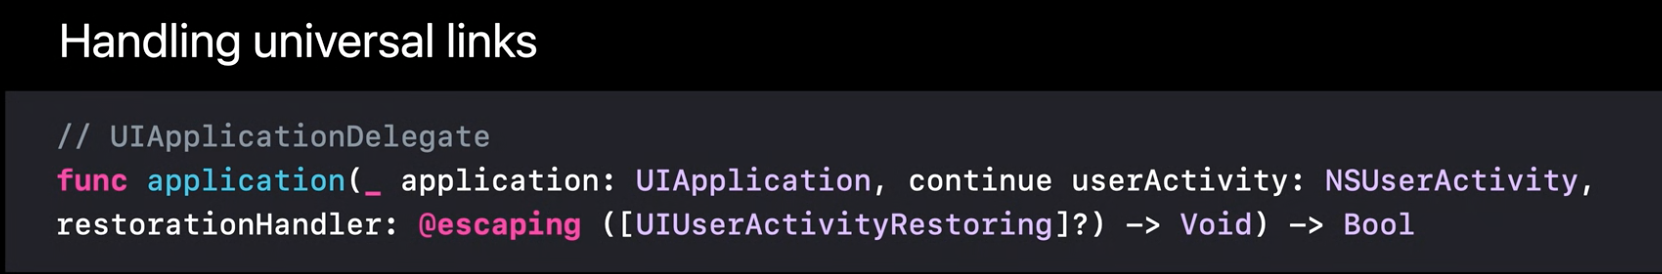 Handling universal links
// UIApplicationDelegate
func application(_ application: UIApplication, continue userActivity: NSUserActivity,
restorationHandler: @escaping ([UIUserActivityRestoring]?) -> Void) -> Bool